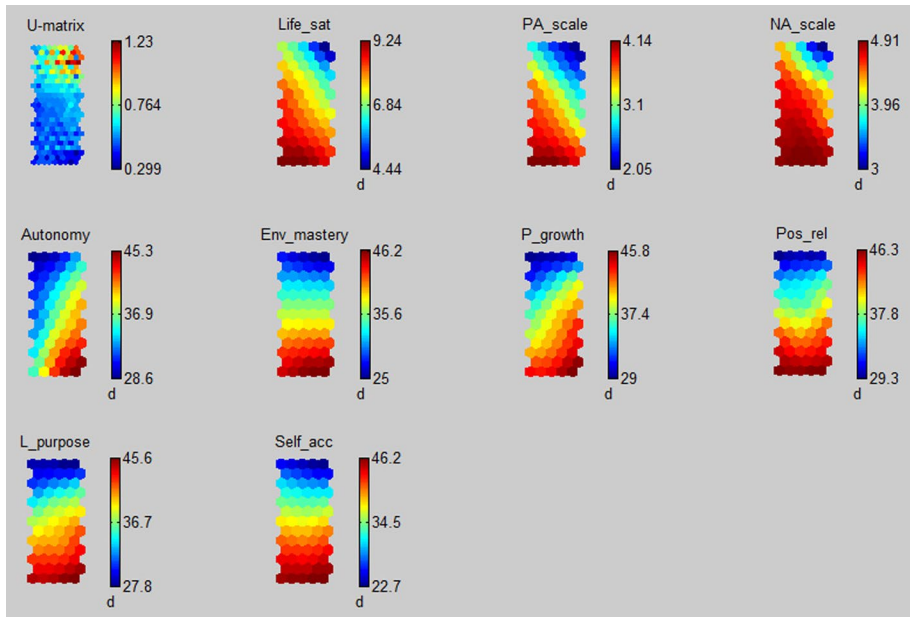 U-matrix
1.23
0.764
0.299
Life_sat
9.24
6.84
4.44
d
PA_scale
4.14
3.1
2.05
d
NA_scale
4.91
3.96
3
d
Autonomy
45.3
36.9
28.6
d
Env_mastery
46.2
35.6
25
d
P_growth
45.8
37.4
29
d
Pos_rel
46.3
37.8
29.3
d
L_purpose
45.6
36.7
27.8
d
Self_acc
46.2
34.5
22.7
d